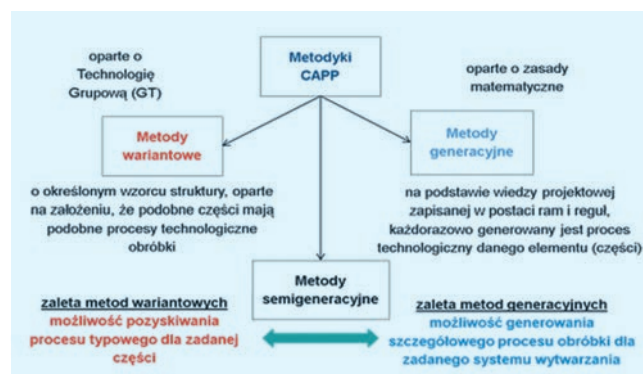 Metodyki
CAPP
oparte o
Technologię
Grupową (GT)
oparte o zasady
matematyczne
Metody
wariantowe
Metody
generacyjne
o określonym wzorcu struktury, oparte
na założeniu, że podobne części mają
podobne procesy technologiczne
obróbki
na podstawie wiedzy projektowej
zapisanej w postaci ram i reguł,
każdorazowo generowany jest proces
technologiczny danego elementu (części)
Metody
semigeneracyjne
zaleta metod wariantowych
możliwość pozyskiwania
procesu typowego dla zadanej
części
zaleta metod generacyjnych
możliwość generowania
szczegółowego procesu obróbki dla
zadanego systemu wytwarzania